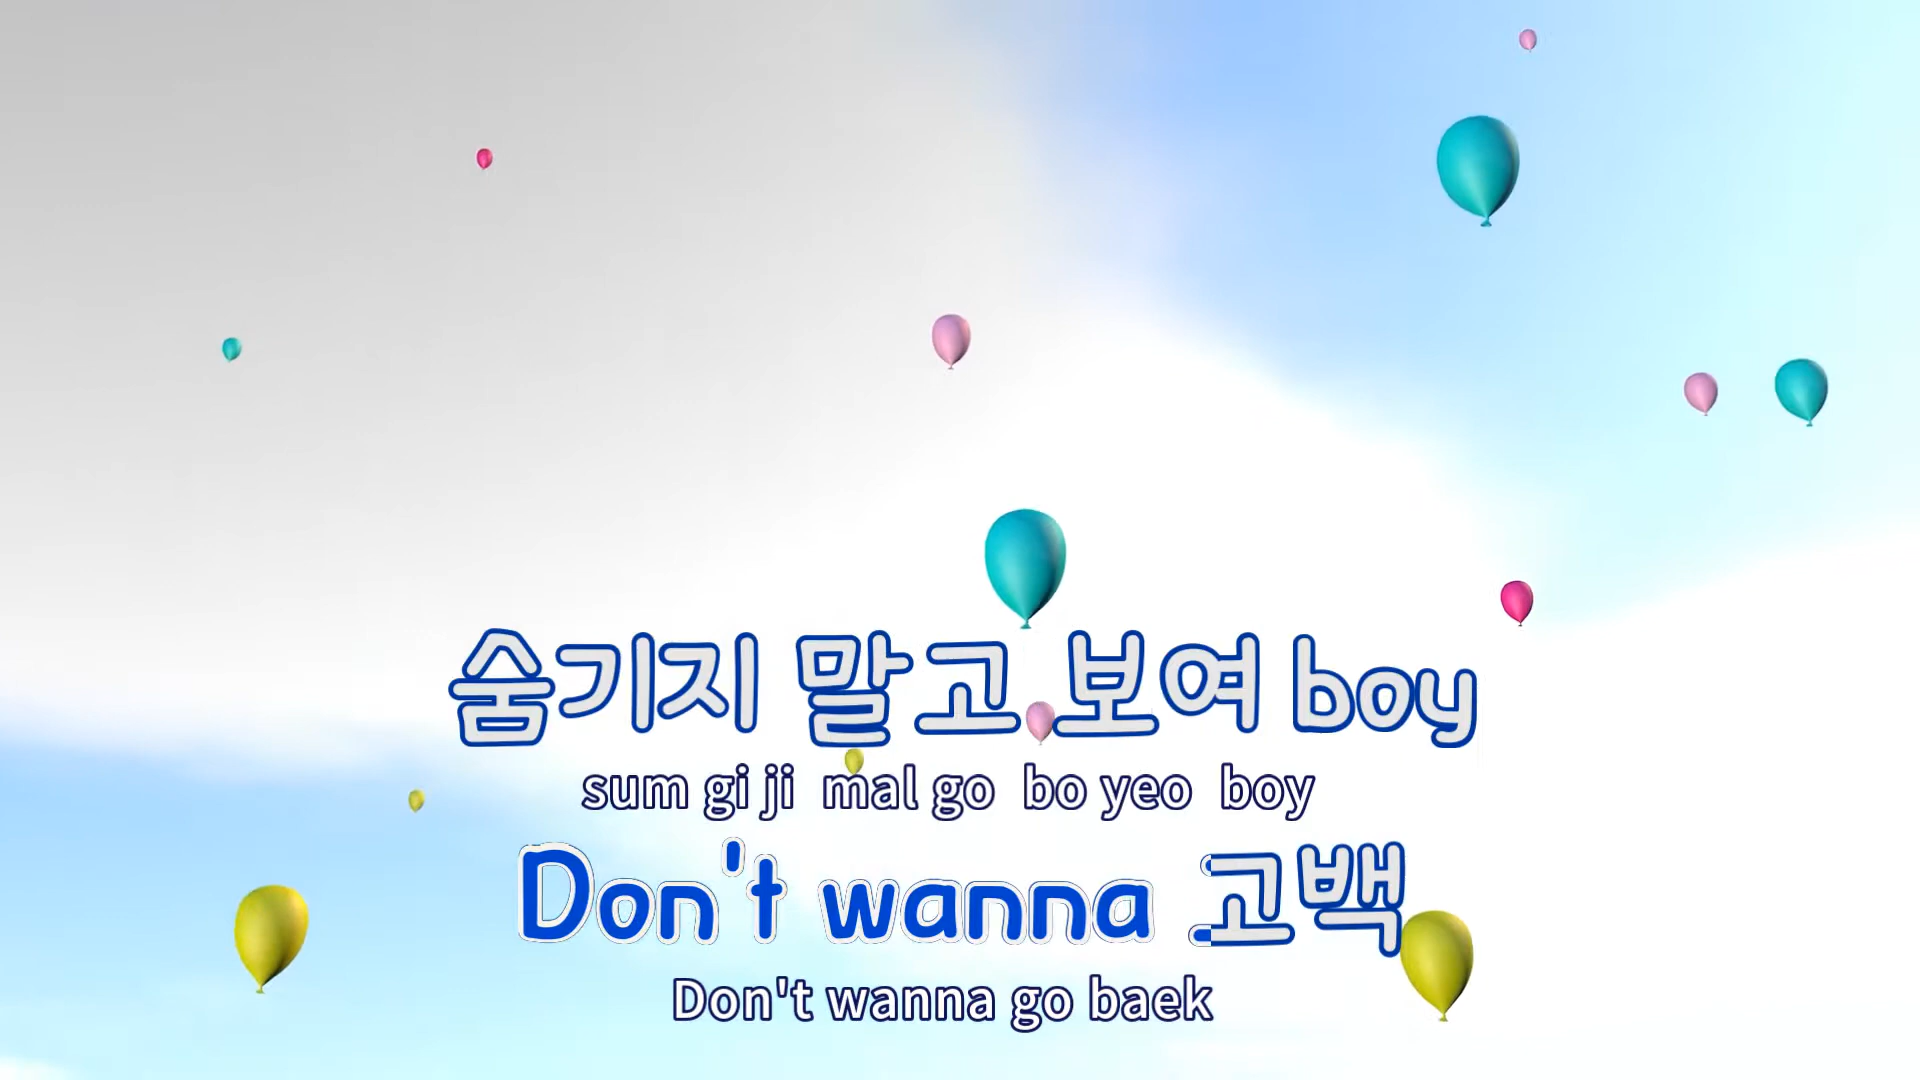 숨기지 말고 보여 boy
sum gi ji mal go bo yeo boy
Don't wanna 고백
Don't wanna go baek